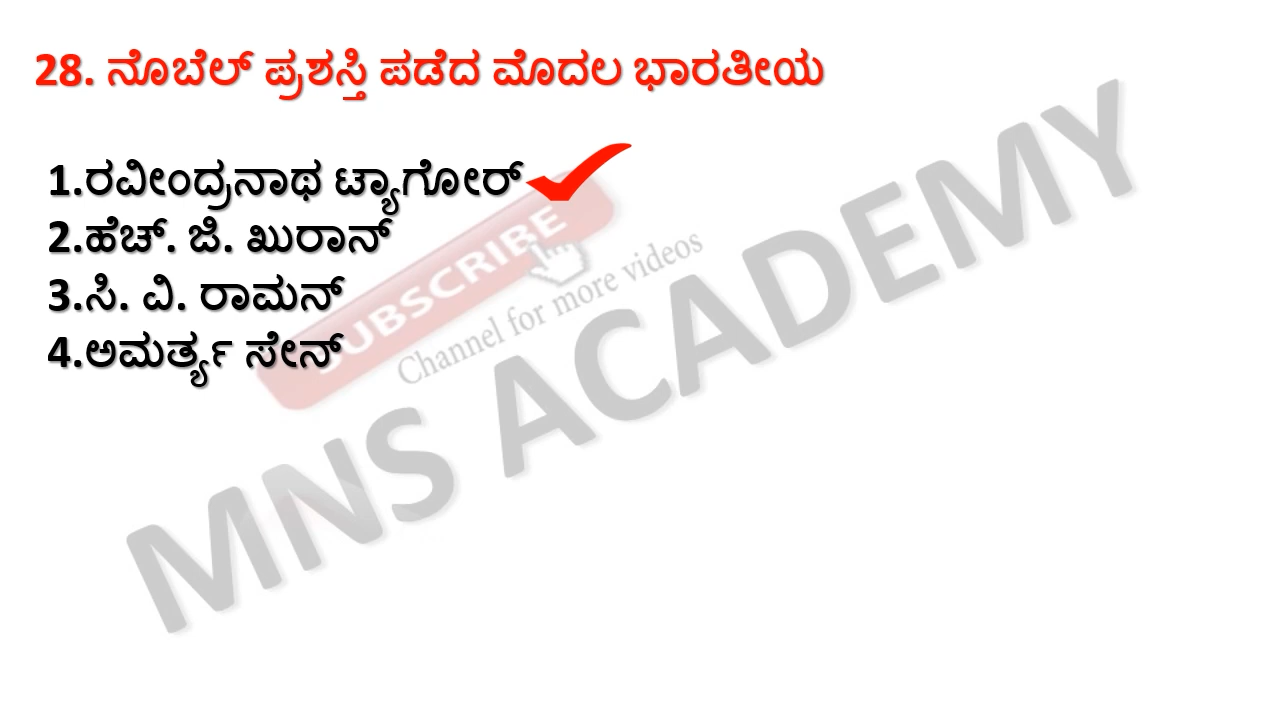 28. ನೊಬೆಲ್ ಪ್ರಶಸ್ತಿ ಪಡೆದ ಮೊದಲ ಭಾರತೀಯ
1.ರವೀಂದ್ರನಾಥ ಟ್ಯಾಗೋರ್
2.ಹೆಚ್. ಜಿ. ಖುರಾನ್
3.ಸಿ. ವಿ. ರಾಮನ್
4.ಅಮರ್ತ್ಯ ಸೇನ್
SUBSCRIBE
Channel for more videos
MNS ACADEMY